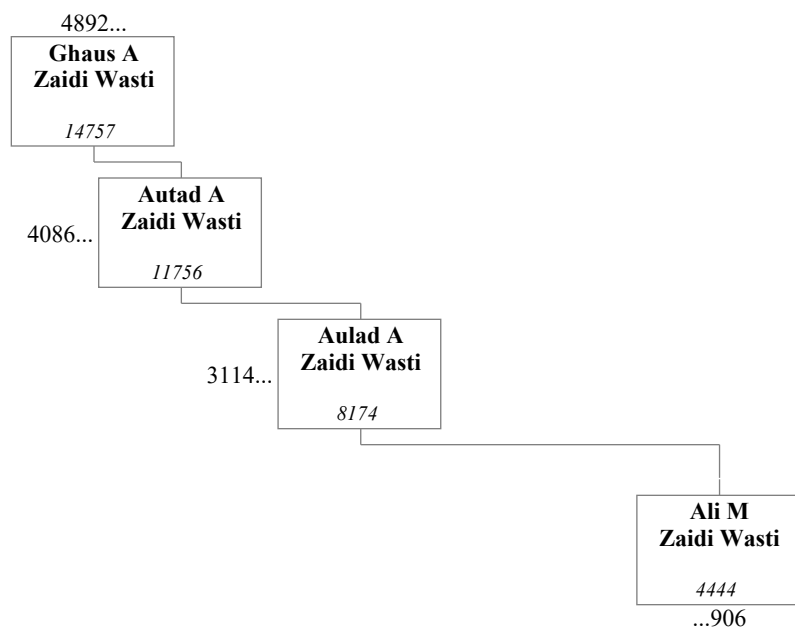 4892...
Ghaus A
Zaidi Wasti
14757
Autad A
Zaidi Wasti
4086...
11756
Aulad A
Zaidi Wasti
3114...
8174
Ali M
Zaidi Wasti
4444
...906